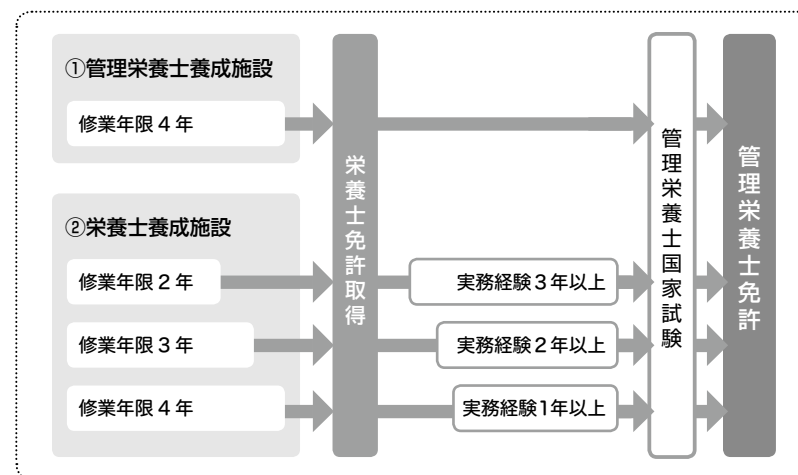 ①管理栄養士養成施設
修業年限4年
②栄養士養成施設
修業年限2年
修業年限3年
修業年限4年
栄養士免許取得
実務経験3年以上
実務経験2年以上
実務経験1年以上
管理栄養士国家試験
管理栄養士免許